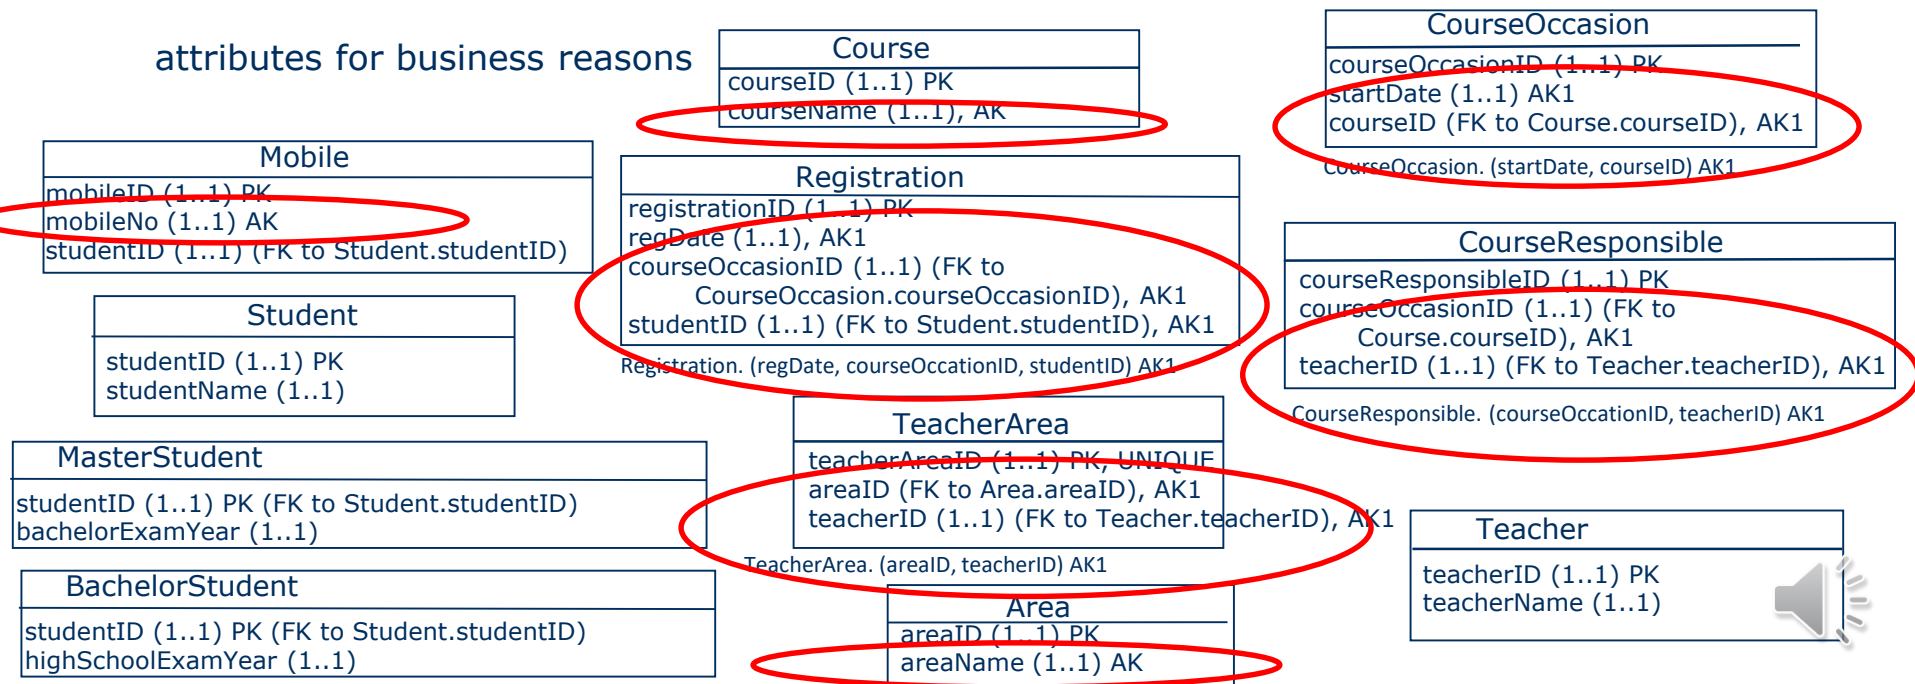 attributes for business reasons
Course
courseID (1..1) PK
courseName (1..1), AK
CourseOccasion
courseOccasionID (1..1) PK
startDate (1..1) AK1
courseID (FK to Course.courseID), AK1
CourseOccasion. (startDate, courseID) AK1
Mobile
mobileID (1..1) PK
mobileNo (1..1) AK
studentID (1..1) (FK to Student.studentID)
Registration
registrationID (1..1) PK
regDate (1..1), AK1
courseOccasionID (1..1) (FK to
CourseOccasion.courseOccasionID), AK1
studentID (1..1) (FK to Student.studentID), AK1
Registration. (regDate, courseOccationID, studentID) AK1
CourseResponsible
courseResponsibleID (1..1) PK
courseOccasionID (1..1) (FK to
Course.courseID), AK1
teacherID (1..1) (FK to Teacher.teacherID), AK1
CourseResponsible. (courseOccationID, teacherID) AK1
Student
studentID (1..1) PK
studentName (1..1)
TeacherArea
teacherAreaID (1..1) PK, UNIQUE
areaID (FK to Area.areaID), AK1
teacherID (1..1) (FK to Teacher.teacherID), AK1
TeacherArea. (areaID, teacherID) AK1
MasterStudent
studentID (1..1) PK (FK to Student.studentID)
bachelorExamYear (1..1)
Teacher
teacherID (1..1) PK
teacherName (1..1)
BachelorStudent
studentID (1..1) PK (FK to Student.studentID)
highSchoolExamYear (1..1)
Area
areaID (1..1) PK
areaName (1..1) AK